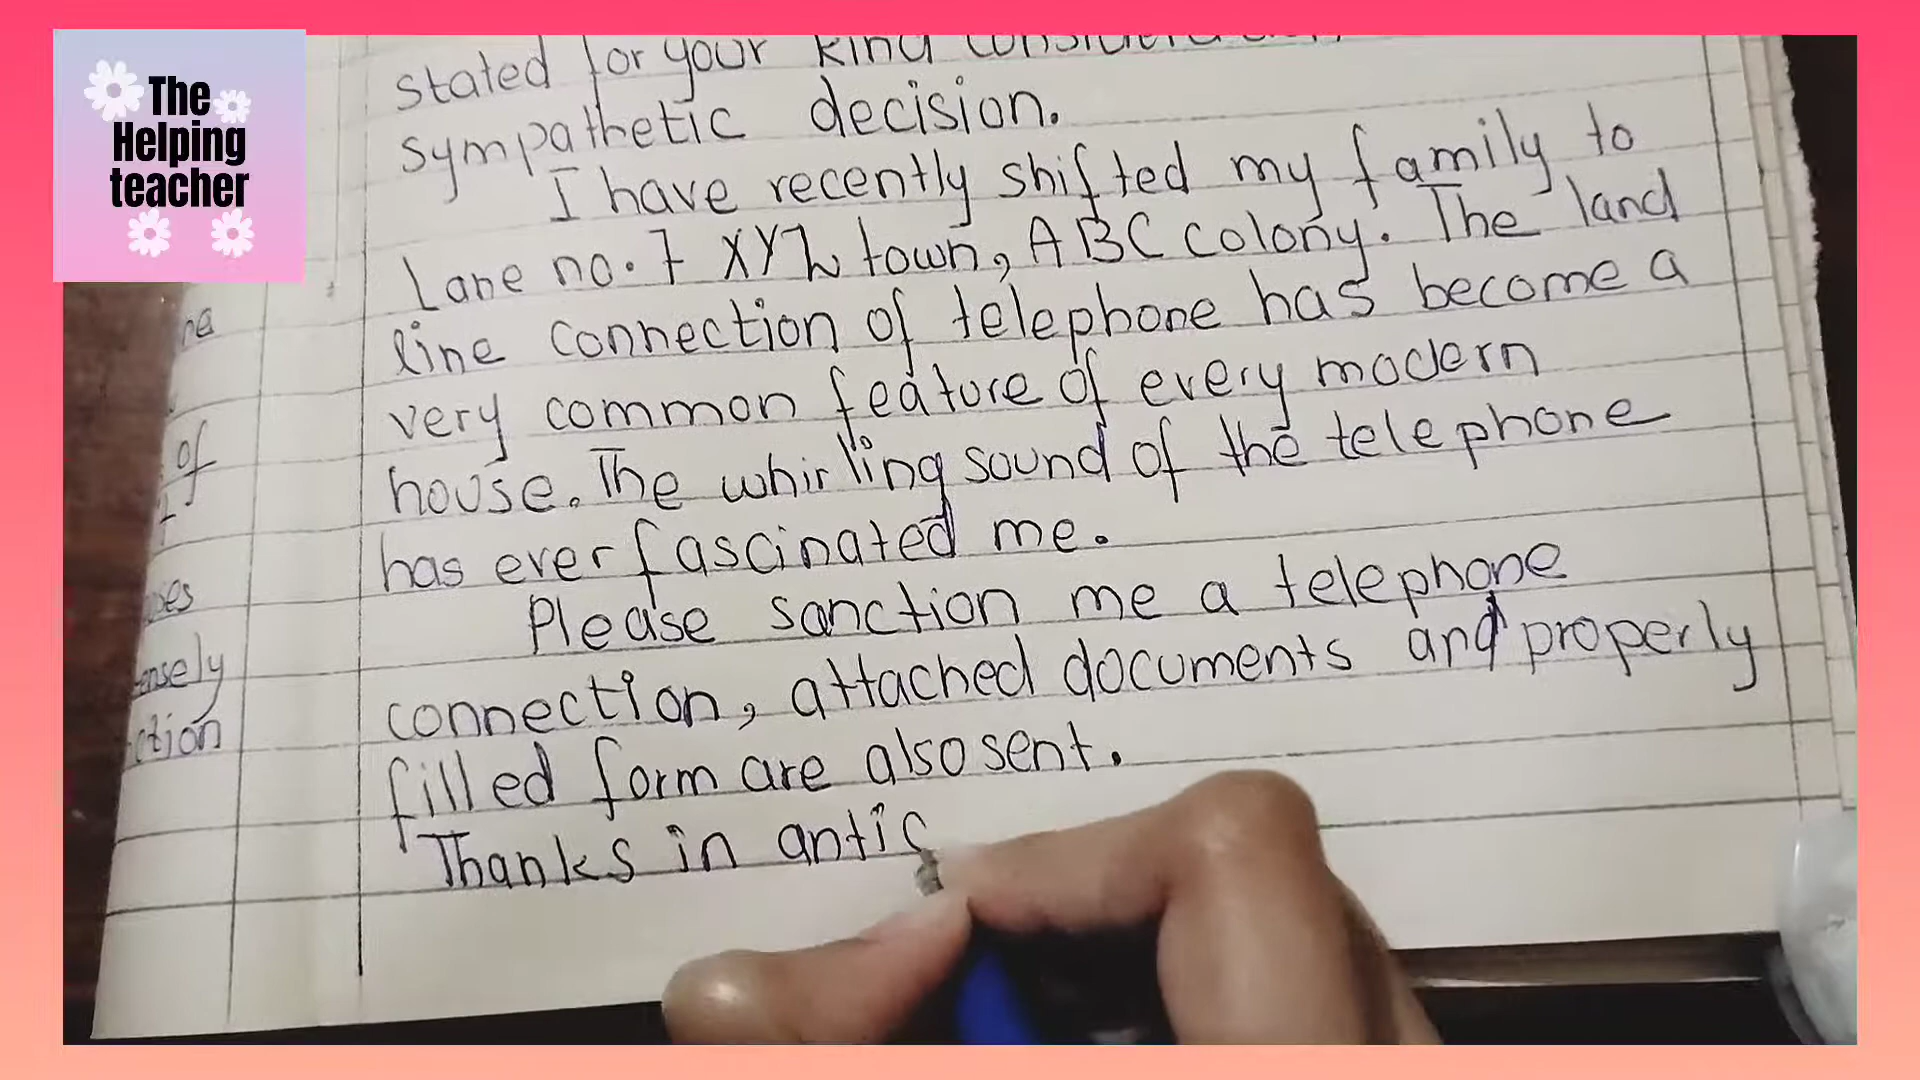 The
Helping
teacher
stated for your kind
sympathetic decision.
I have recently shifted my family to
Lane no. 7 XYZ town, ABC colony. The land
line connection of telephone has become a
very common feature of every modern
house. The whirling sound of the telephone
has ever fascinated me.
Please sanction me a telephone
connection, attached documents and properly
filled form are also sent.
Thanks in antic
of